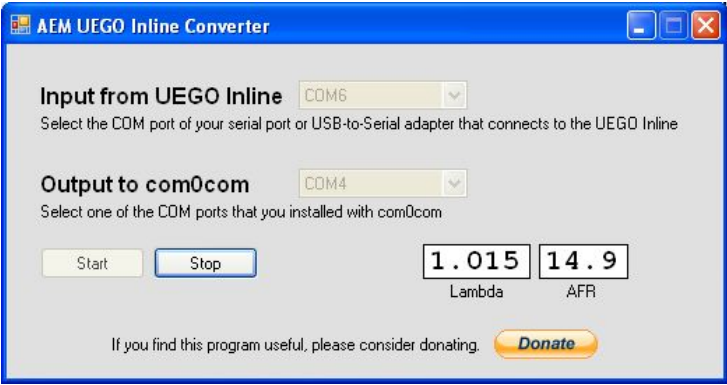 AEM UEGO Inline Converter
Input from UEGO Inline COM6
Select the COM port of your serial port or USB-to-Serial adapter that connects to the UEGO Inline
Output to com0com COM4
Select one of the COM ports that you installed with com0com
Start Stop 1.015 14.9
Lambda AFR
If you find this program useful, please consider donating. Donate